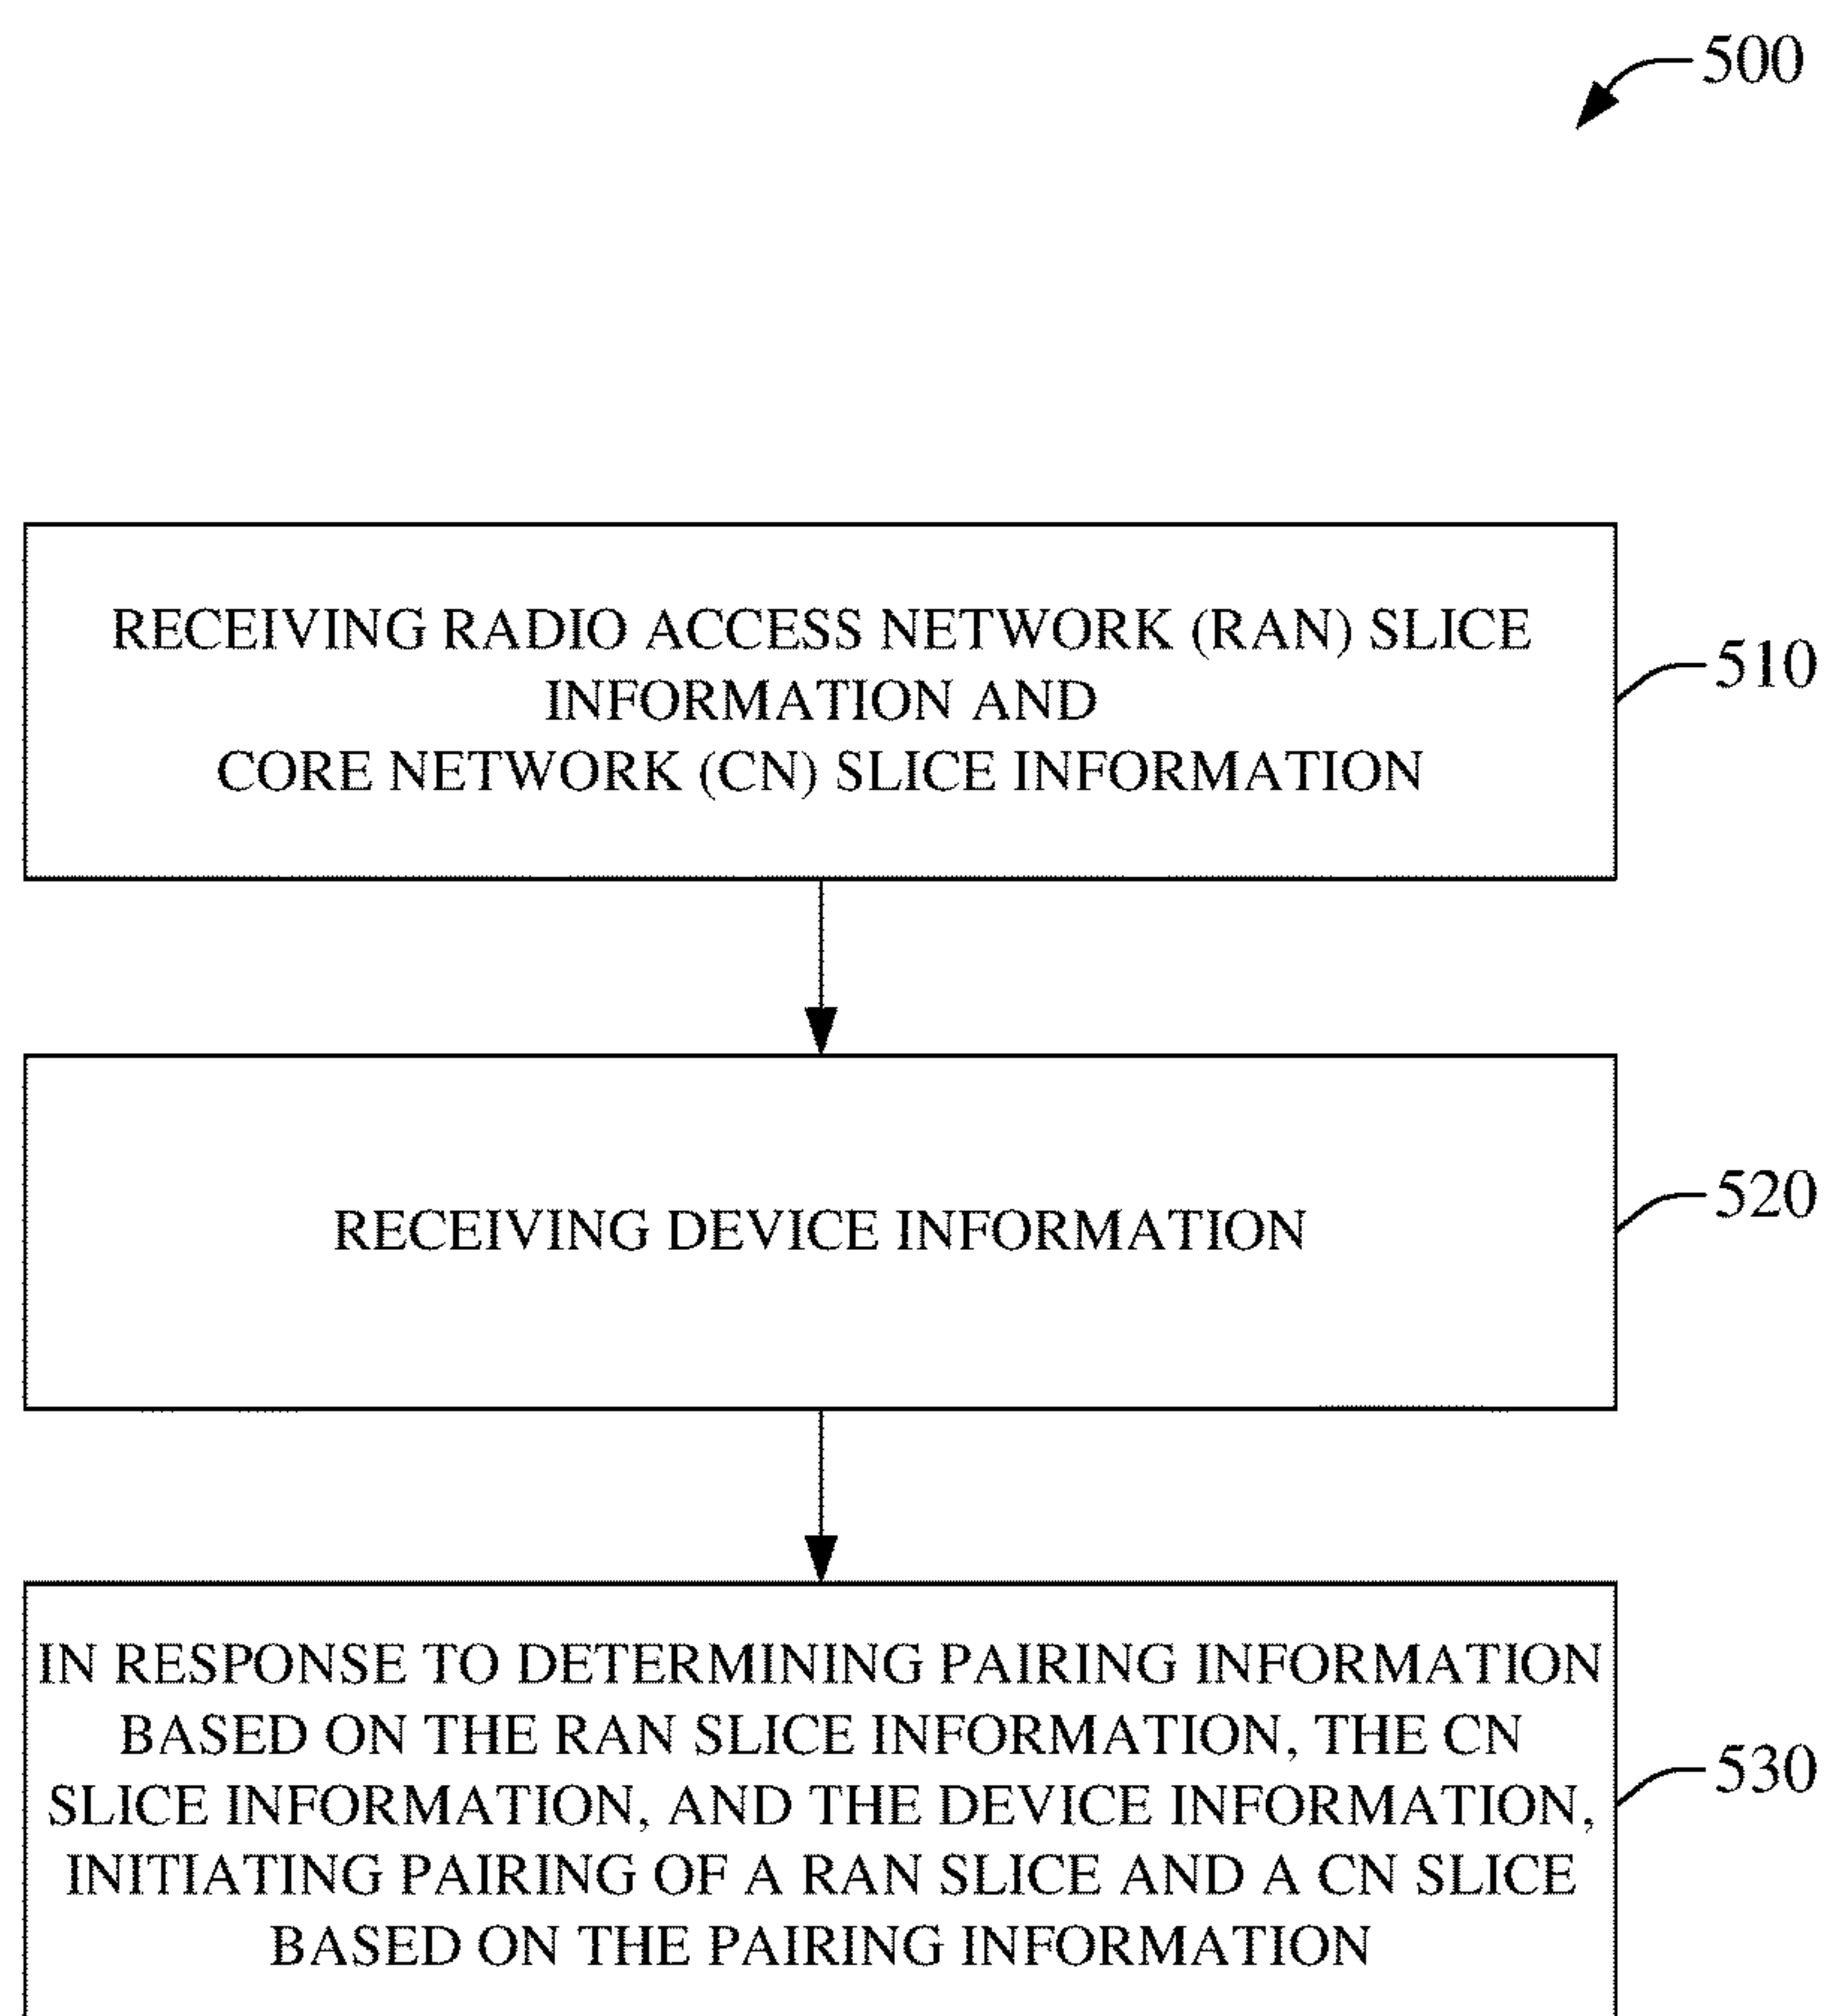 500
RECEIVING RADIO ACCESS NETWORK (RAN) SLICE
INFORMATION AND
CORE NETWORK (CN) SLICE INFORMATION
510
RECEIVING DEVICE INFORMATION
520
IN RESPONSE TO DETERMINING PAIRING INFORMATION
BASED ON THE RAN SLICE INFORMATION, THE CN
SLICE INFORMATION, AND THE DEVICE INFORMATION,
INITIATING PAIRING OF A RAN SLICE AND A CN SLICE
BASED ON THE PAIRING INFORMATION
530